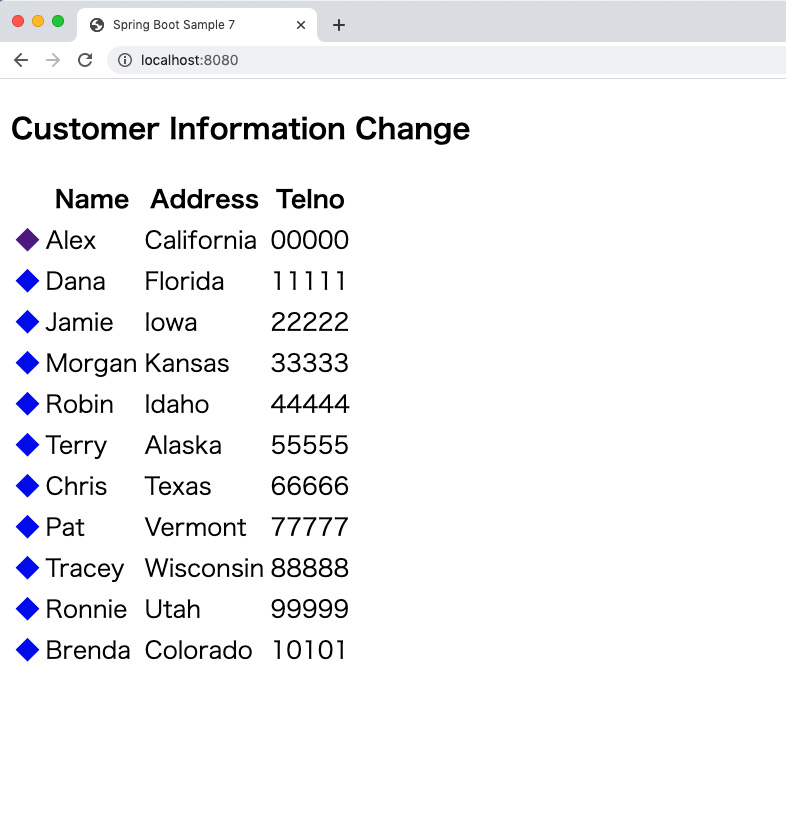 Spring Boot Sample 7
localhost:8080
Customer Information Change
Name Address Telno
◆ Alex California 00000
◆ Dana Florida 11111
◆ Jamie Iowa 22222
◆ Morgan Kansas 33333
◆ Robin Idaho 44444
◆ Terry Alaska 55555
◆ Chris Texas 66666
◆ Pat Vermont 77777
◆ Tracey Wisconsin 88888
◆ Ronnie Utah 99999
◆ Brenda Colorado 10101